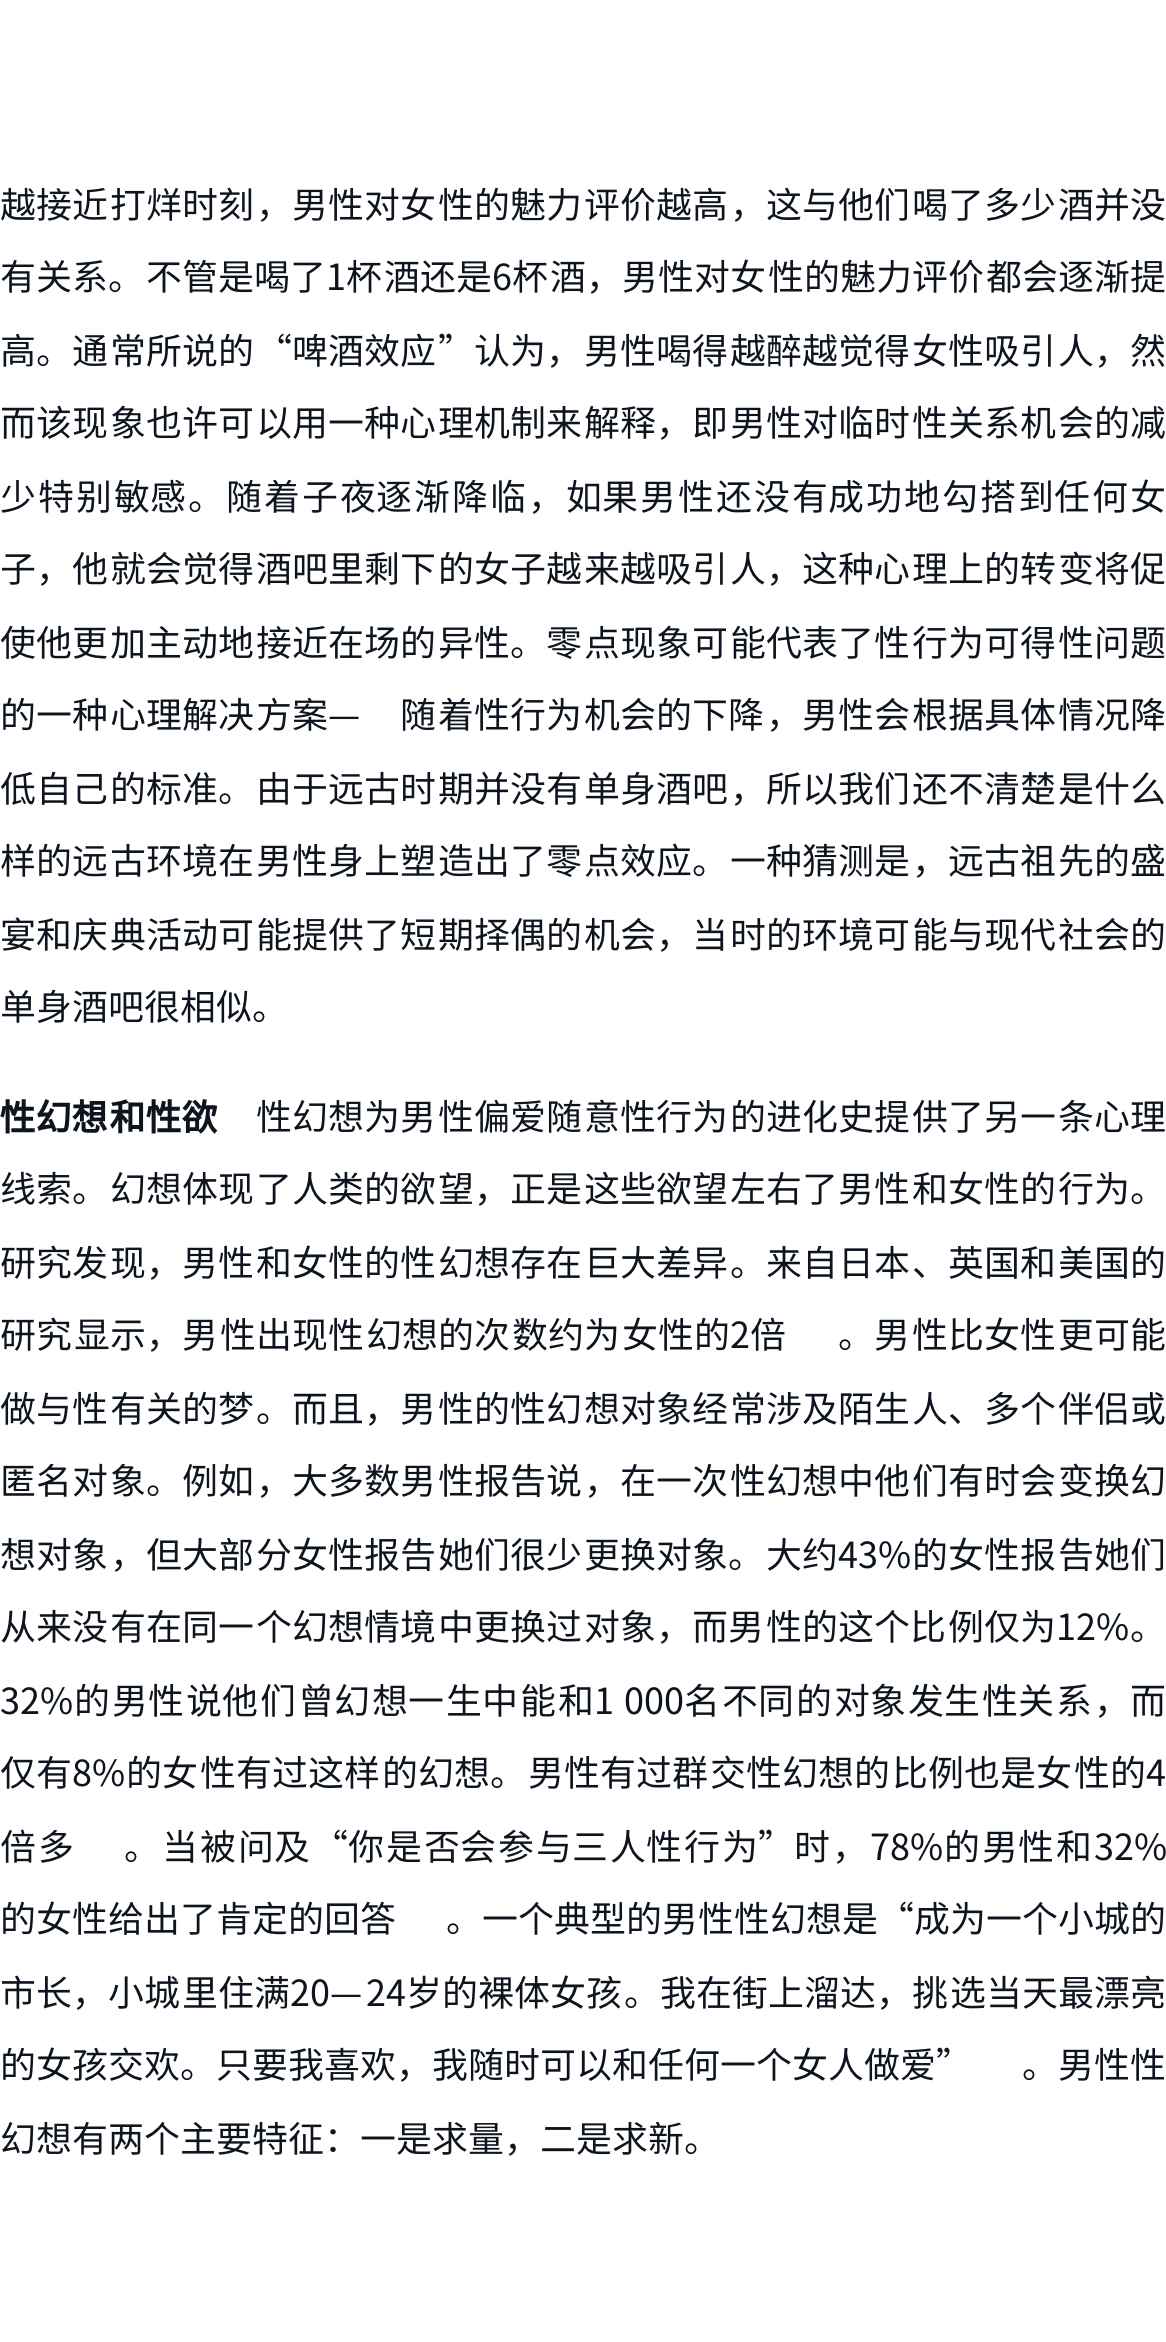 越接近打烊时刻，男性对女性的魅力评价越高，这与他们喝了多少酒并没
有关系。不管是喝了1杯酒还是6杯酒，男性对女性的魅力评价都会逐渐提
高。通常所说的“啤酒效应”认为，男性喝得越醉越觉得女性吸引人，然
而该现象也许可以用一种心理机制来解释，即男性对临时性关系机会的减
少特别敏感。随着子夜逐渐降临，如果男性还没有成功地勾搭到任何女
子，他就会觉得酒吧里剩下的女子越来越吸引人，这种心理上的转变将促
使他更加主动地接近在场的异性。零点现象可能代表了性行为可得性问题
的一种心理解决方案—　随着性行为机会的下降，男性会根据具体情况降
低自己的标准。由于远古时期并没有单身酒吧，所以我们还不清楚是什么
样的远古环境在男性身上塑造出了零点效应。一种猜测是，远古祖先的盛
宴和庆典活动可能提供了短期择偶的机会，当时的环境可能与现代社会的
单身酒吧很相似。
性幻想和性欲　性幻想为男性偏爱随意性行为的进化史提供了另一条心理
线索。幻想体现了人类的欲望，正是这些欲望左右了男性和女性的行为。
研究发现，男性和女性的性幻想存在巨大差异。来自日本、英国和美国的
研究显示，男性出现性幻想的次数约为女性的2倍　。男性比女性更可能
做与性有关的梦。而且，男性的性幻想对象经常涉及陌生人、多个伴侣或
匿名对象。例如，大多数男性报告说，在一次性幻想中他们有时会变换幻
想对象，但大部分女性报告她们很少更换对象。大约43%的女性报告她们
从来没有在同一个幻想情境中更换过对象，而男性的这个比例仅为12%。
32%的男性说他们曾幻想一生中能和1 000名不同的对象发生性关系，而
仅有8%的女性有过这样的幻想。男性有过群交性幻想的比例也是女性的4
倍多　。当被问及“你是否会参与三人性行为”时，78%的男性和32%
的女性给出了肯定的回答　。一个典型的男性性幻想是“成为一个小城的
市长，小城里住满20—24岁的裸体女孩。我在街上溜达，挑选当天最漂亮
的女孩交欢。只要我喜欢，我随时可以和任何一个女人做爱”　。男性性
幻想有两个主要特征：一是求量，二是求新。